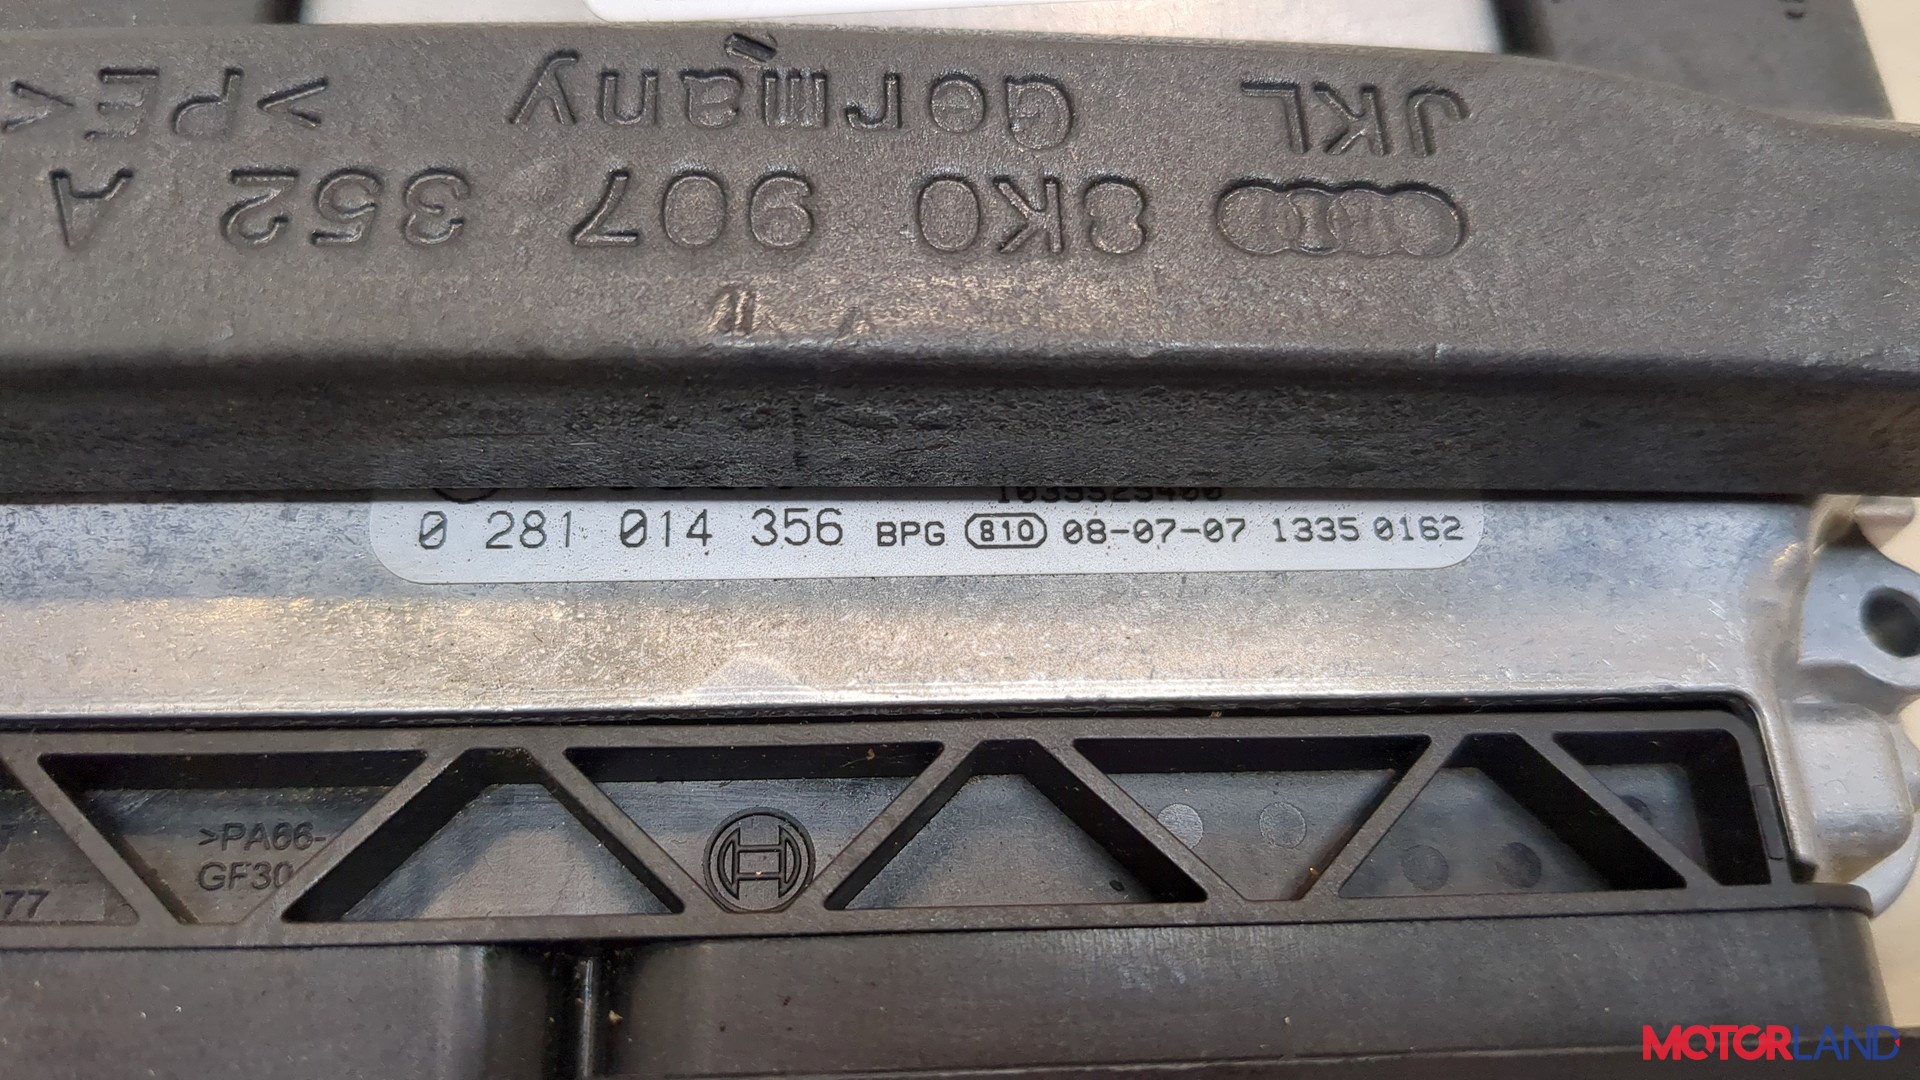 JKL Germany >PE<
8K0 907 352 A
0 281 014 356 BPG 810 08-07-07 1335 0162
>PA66-
GF30
77
MOTORLAND